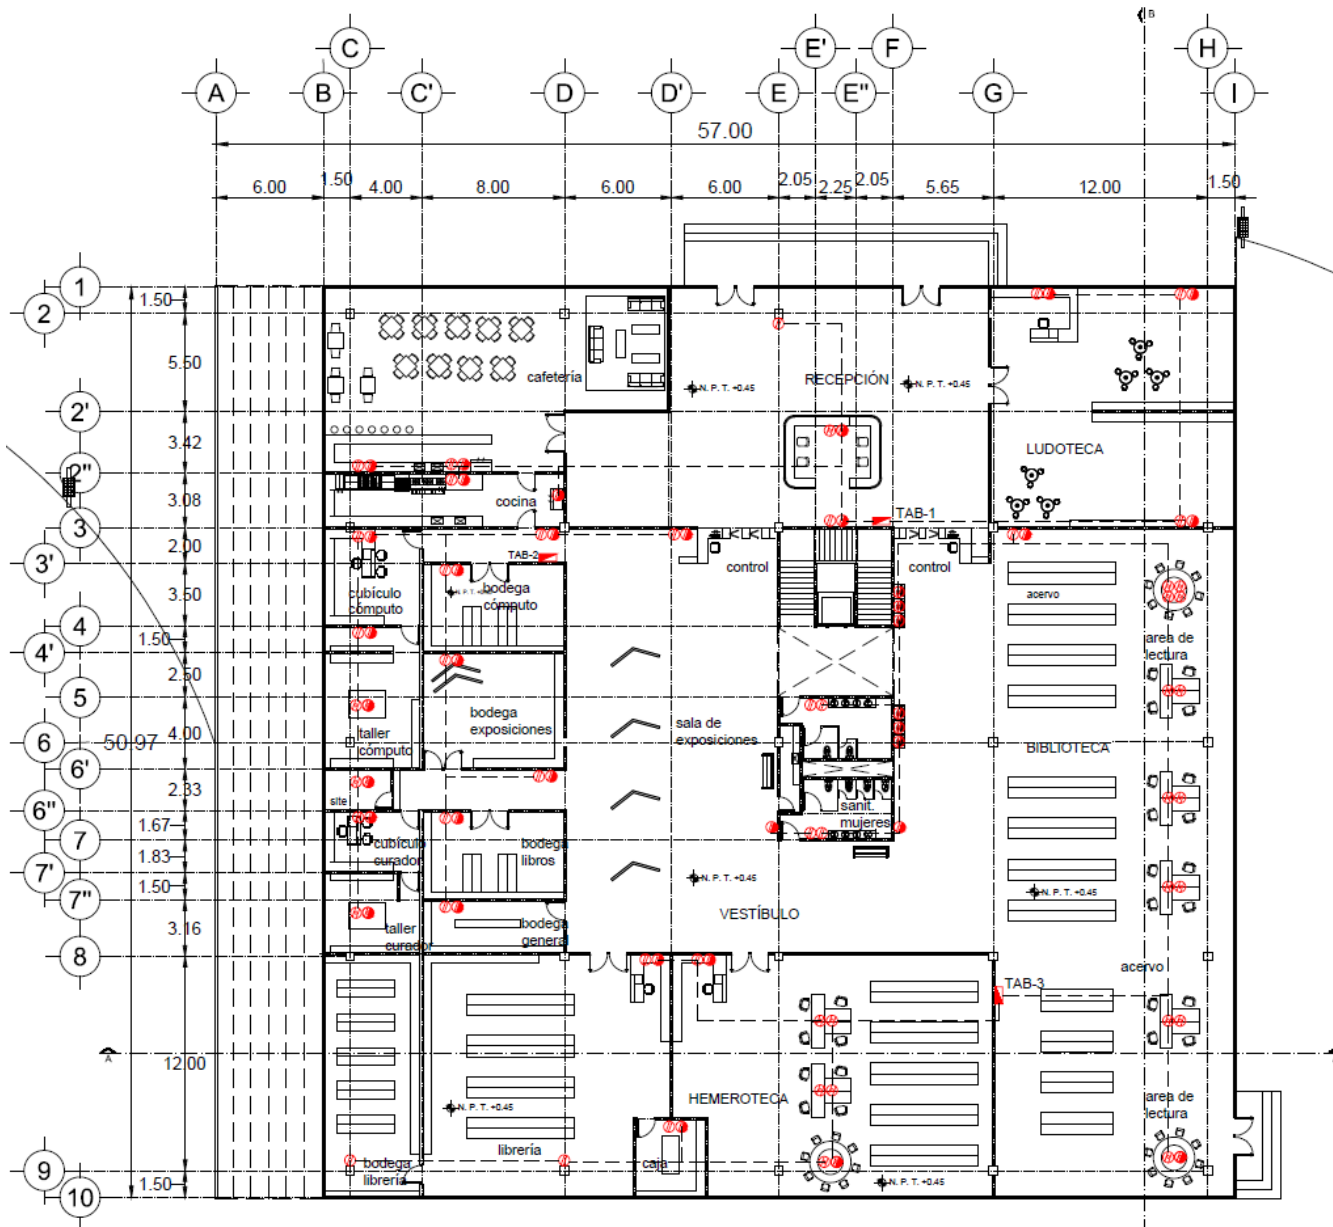 B
C
E'
F
H
A
B
C'
D
D'
E
E''
G
I
57.00
6.00
1.50
4.00
8.00
6.00
6.00
2.05
2.25
2.05
5.65
12.00
1.50
1
1.50
2
5.50
cafetería
RECEPCIÓN
N. P. T. +0.45
N. P. T. +0.45
2'
3.42
LUDOTECA
2''
3.08
cocina
TAB-1
3
2.00
TAB-2
control
control
3'
3.50
cubículo
cómputo
bodega
cómputo
acervo
4
1.50
area de
lectura
4'
2.50
5
4.00
bodega
exposiciones
sala de
exposiciones
taller
cómputo
6
50.97
BIBLIOTECA
6'
2.33
site
sanit.
mujeres
6''
1.67
7
cubículo
curador
bodega
libros
1.83
7'
N. P. T. +0.45
N. P. T. +0.45
1.50
7''
VESTÍBULO
3.16
taller
curador
bodega
general
8
acervo
TAB-3
A
12.00
HEMEROTECA
area de
lectura
N. P. T. +0.45
librería
caja
bodega
librería
9
N. P. T. +0.45
1.50
10